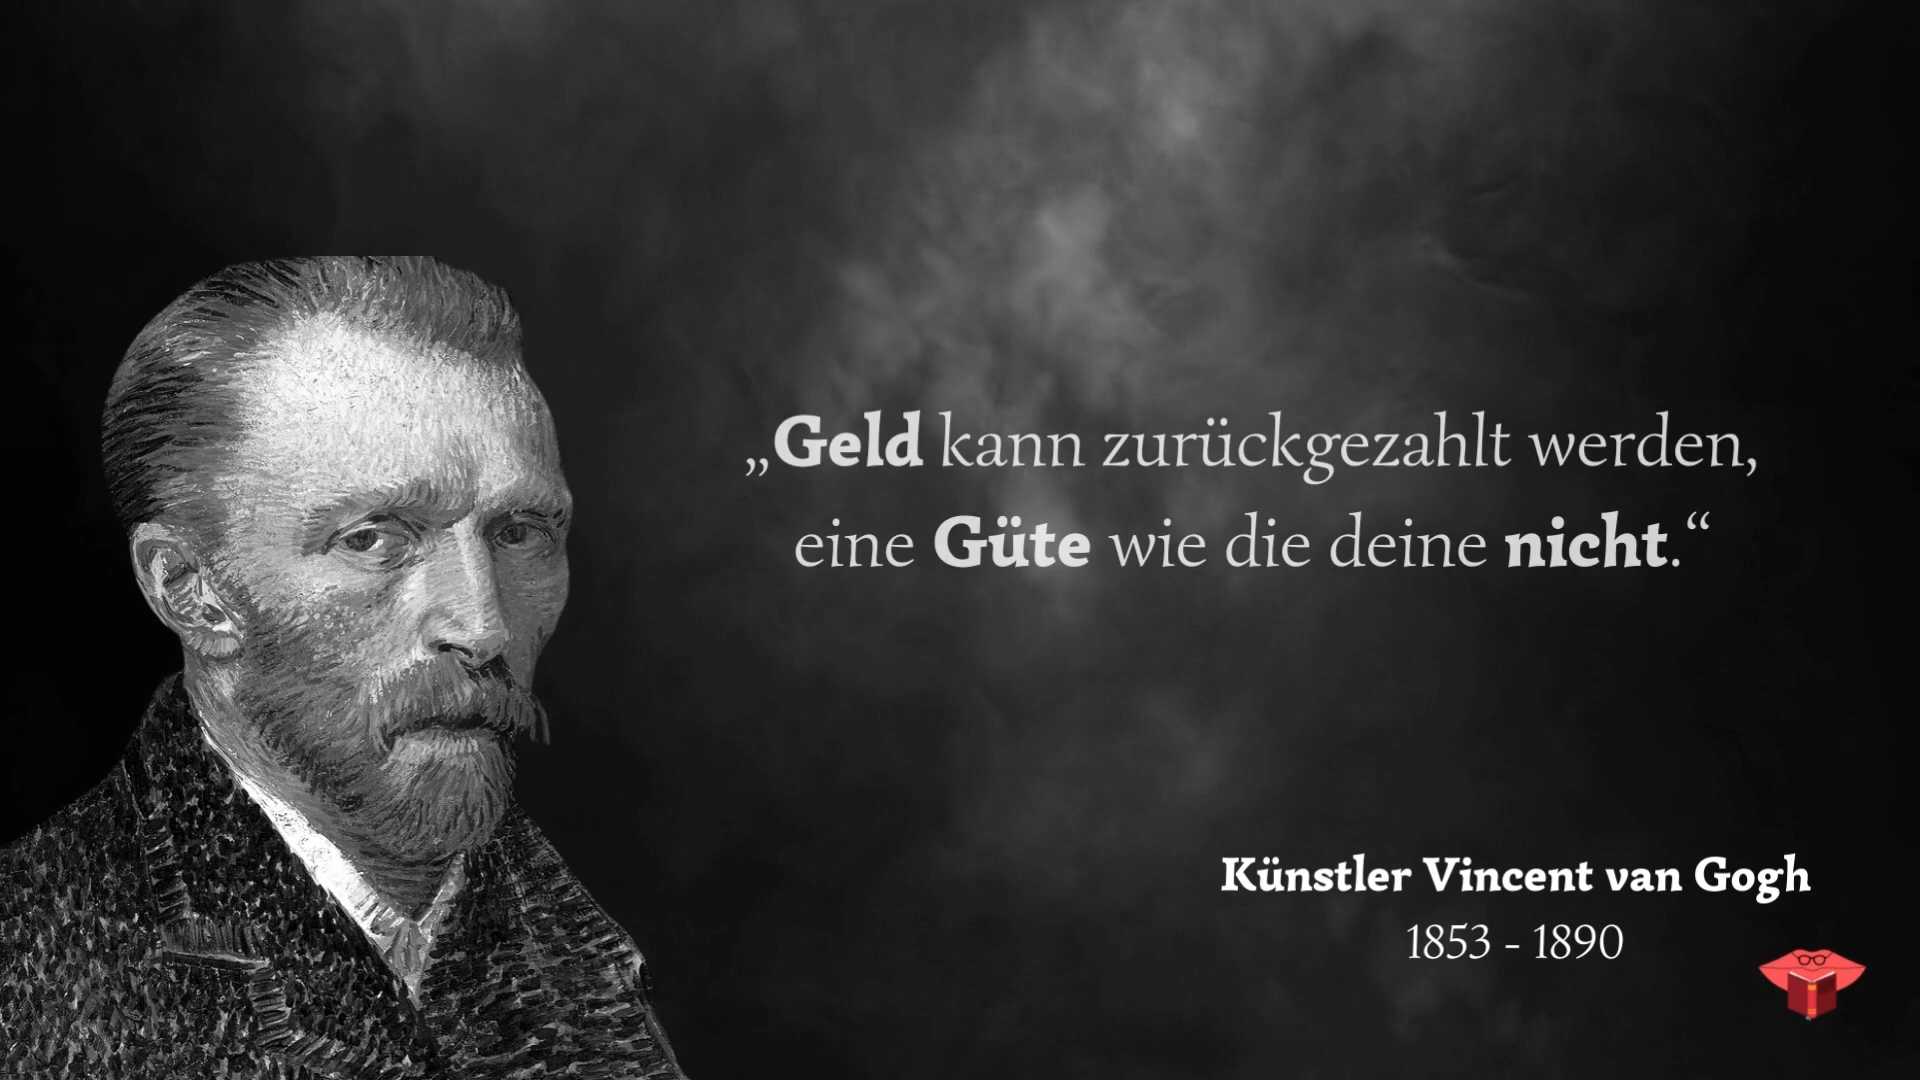 „Geld kann zurückgezahlt werden,
eine Güte wie die deine nicht.“
Künstler Vincent van Gogh
1853 - 1890